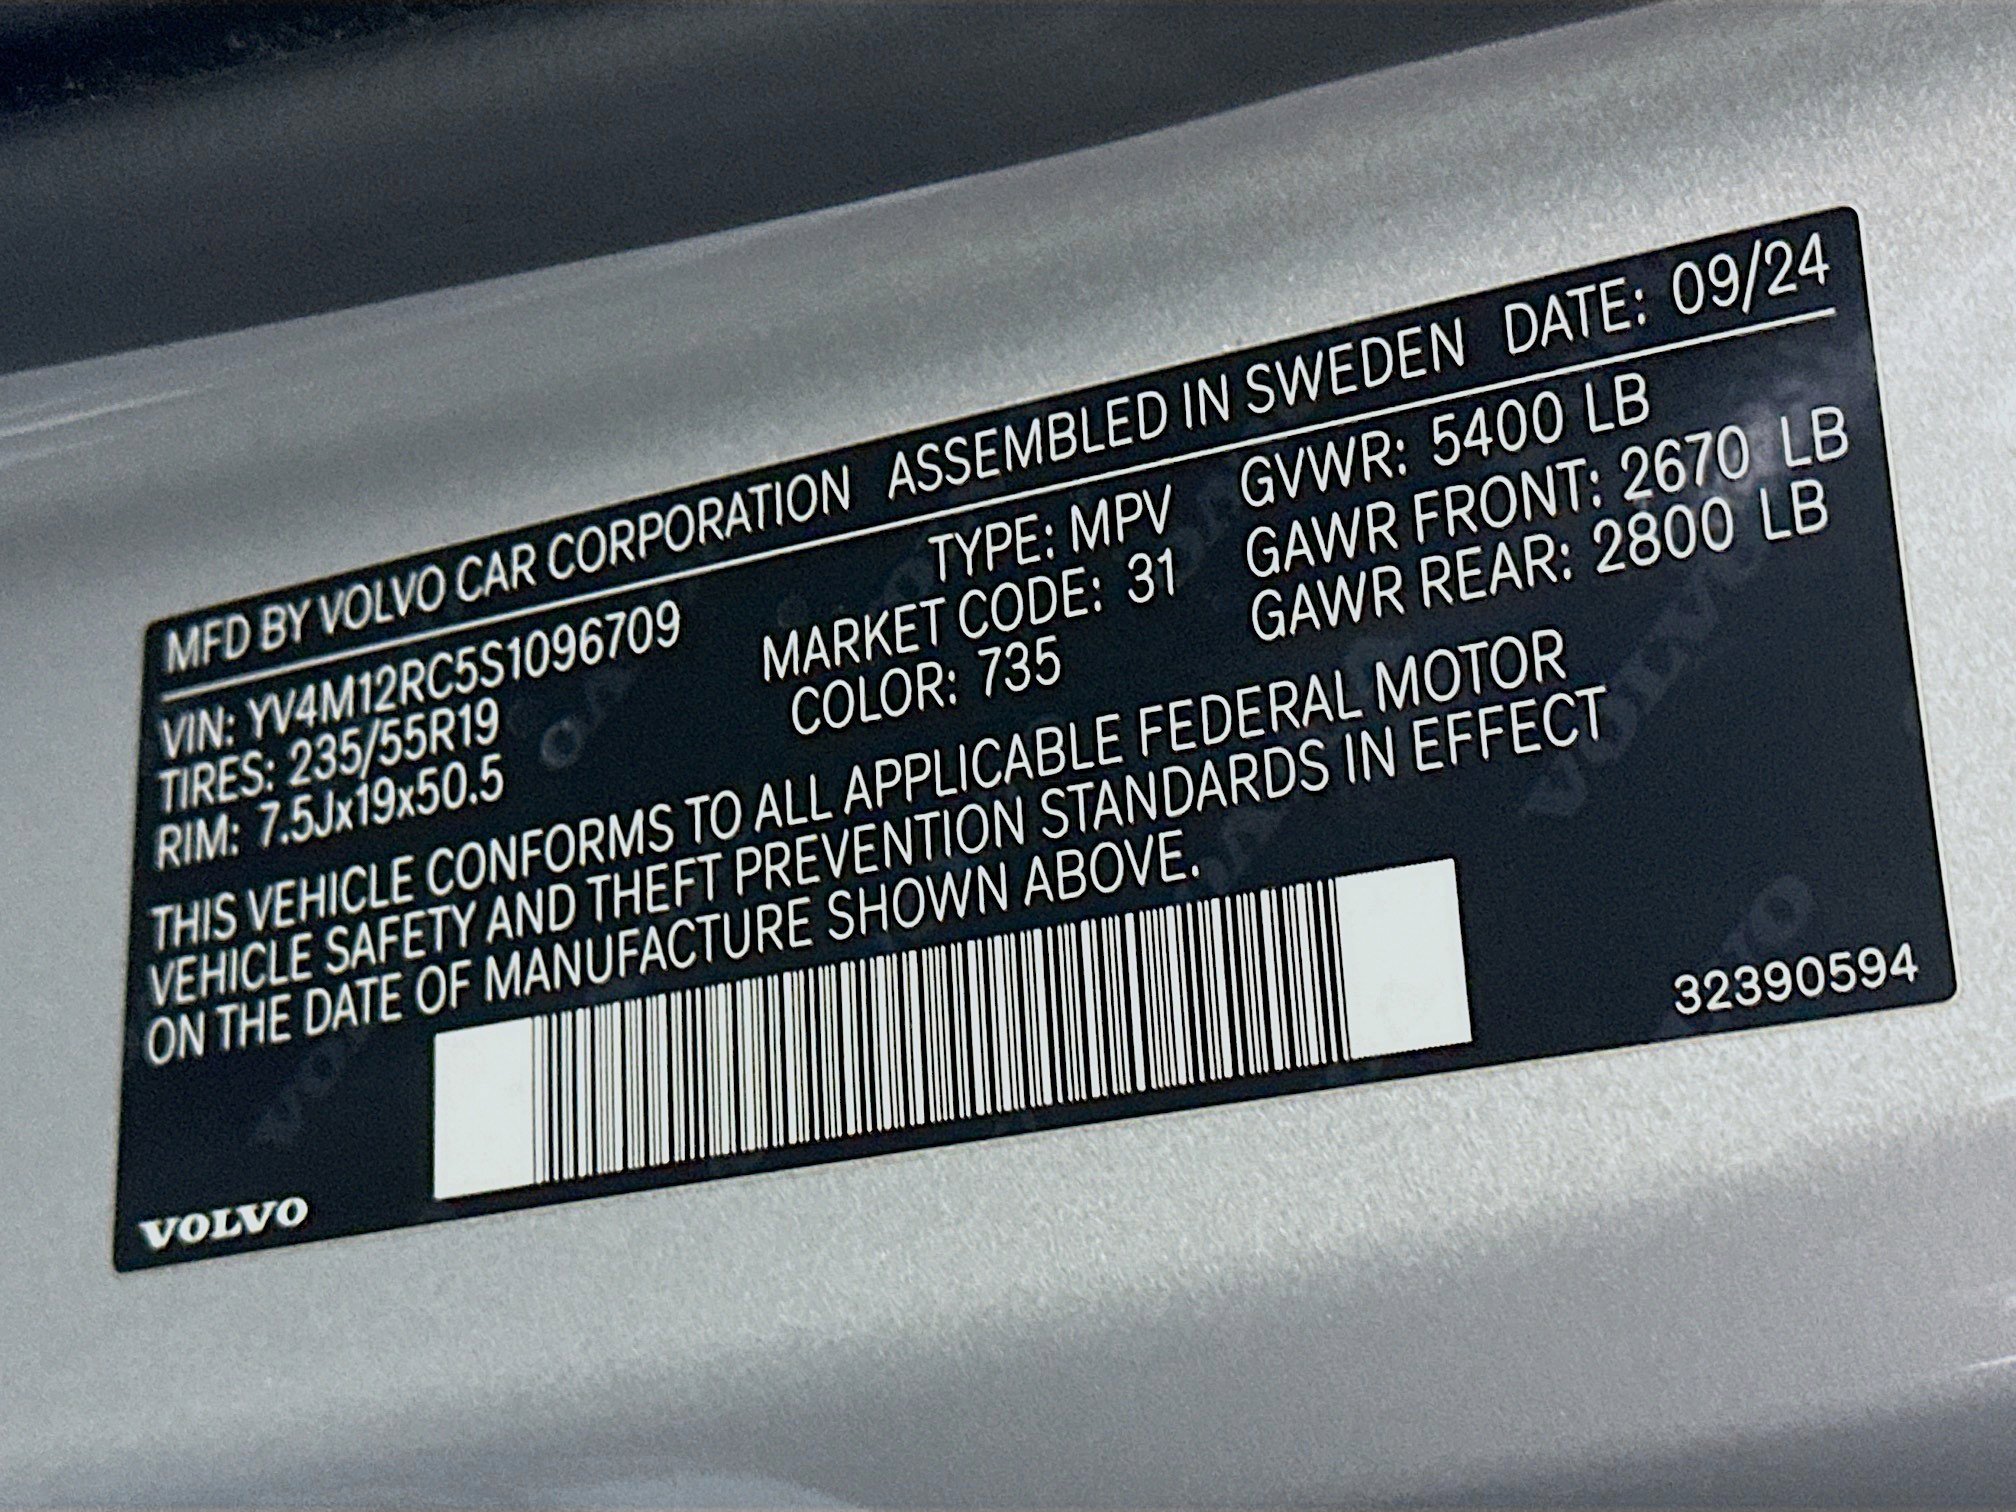 MFD BY VOLVO CAR CORPORATION ASSEMBLED IN SWEDEN DATE: 09/24
VIN: YV4M12RC5S1096709 TYPE: MPV GVWR: 5400 LB
TIRES: 235/55R19 MARKET CODE: 31 GAWR FRONT: 2670 LB
RIM: 7.5Jx19x50.5 COLOR: 735 GAWR REAR: 2800 LB
THIS VEHICLE CONFORMS TO ALL APPLICABLE FEDERAL MOTOR
VEHICLE SAFETY AND THEFT PREVENTION STANDARDS IN EFFECT
ON THE DATE OF MANUFACTURE SHOWN ABOVE.
32390594
VOLVO